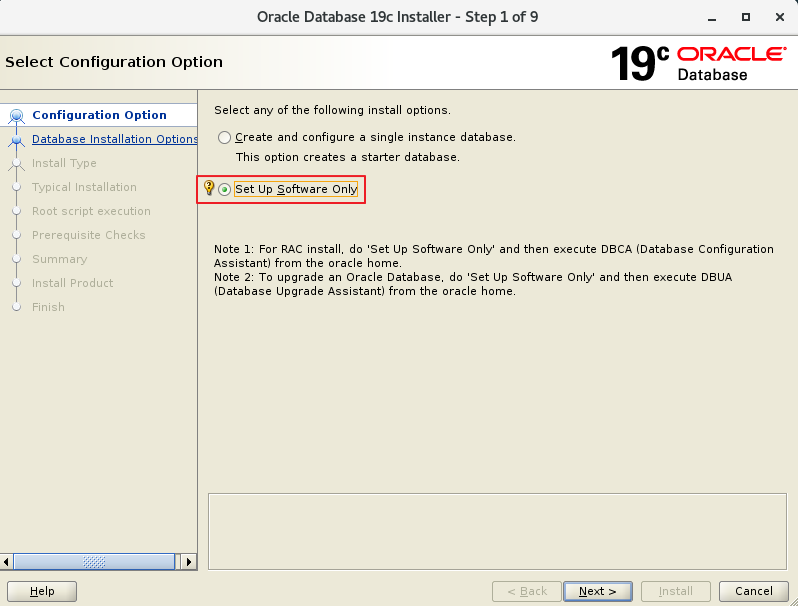 Oracle Database 19c Installer - Step 1 of 9
Select Configuration Option
19c ORACLE
Database
Configuration Option
Database Installation Options
Install Type
Typical Installation
Root script execution
Prerequisite Checks
Summary
Install Product
Finish
Select any of the following install options.
Create and configure a single instance database.
This option creates a starter database.
Set Up Software Only
Note 1: For RAC install, do 'Set Up Software Only' and then execute DBCA (Database Configuration
Assistant) from the oracle home.
Note 2: To upgrade an Oracle Database, do 'Set Up Software Only' and then execute DBUA
(Database Upgrade Assistant) from the oracle home.
Help
< Back
Next >
Install
Cancel